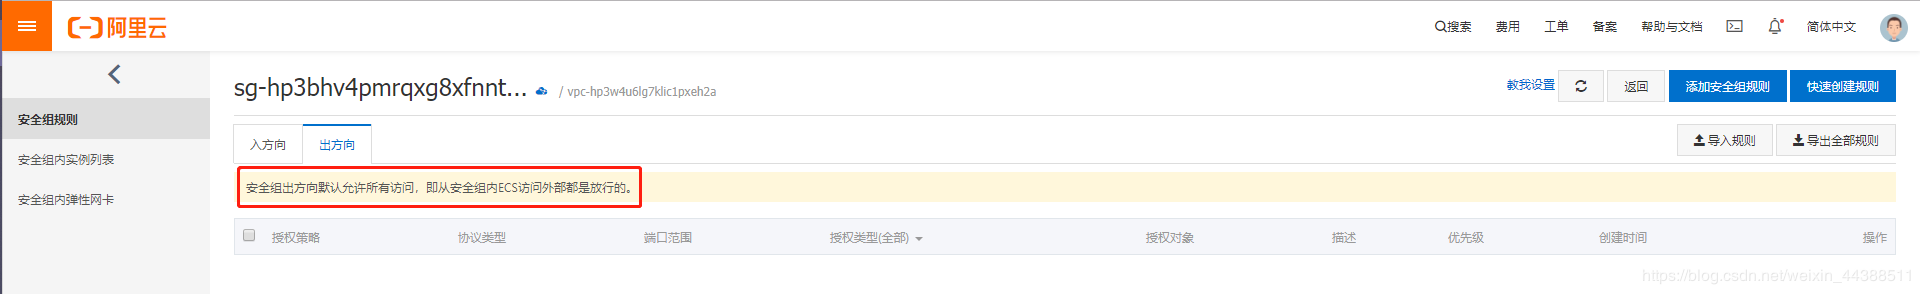 阿里云
搜索 费用 工单 备案 帮助与文档 简体中文
sg-hp3bhv4pmrqxg8xfnnt... / vpc-hp3w4u6lg7klic1pxeh2a
教我设置 返回 添加安全组规则 快速创建规则
安全组规则
安全组内实例列表
安全组内弹性网卡
入方向 出方向 导入规则 导出全部规则
安全组出方向默认允许所有访问，即从安全组内ECS访问外部都是放行的。
授权策略 协议类型 端口范围 授权类型(全部) 授权对象 描述 优先级 创建时间 操作
https://blog.csdn.net/weixin_44388511